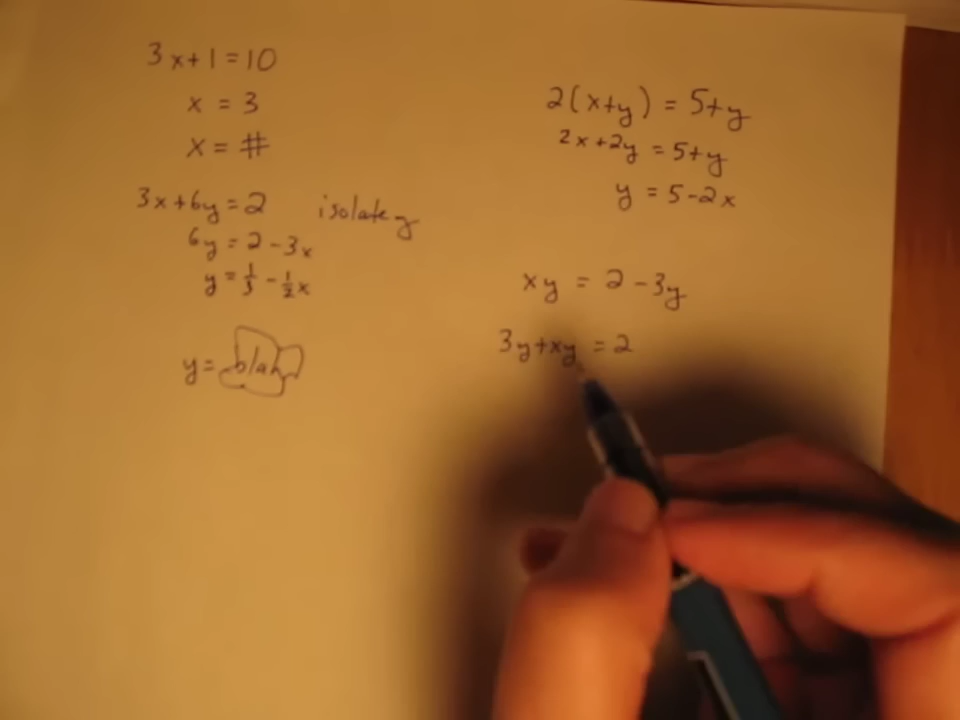 3x+1=10
x = 3
x = #
3x+6y=2 isolate y
6y=2-3x
y=1/3-1/2x
y=blah
2(x+y) = 5+y
2x+2y = 5+y
y = 5-2x
xy = 2-3y
3y+xy = 2